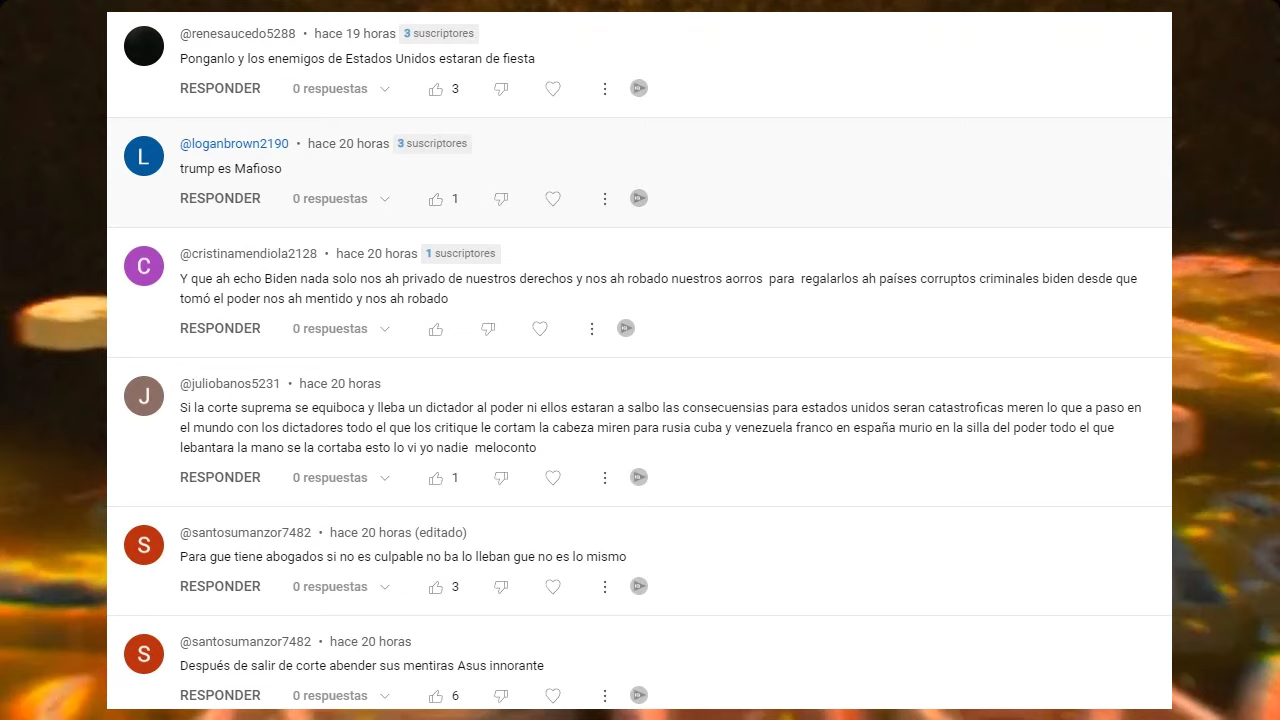 @renesaucedo5288 • hace 19 horas 3 suscriptores
Ponganlo y los enemigos de Estados Unidos estaran de fiesta
RESPONDER 0 respuestas 3
L @loganbrown2190 • hace 20 horas 3 suscriptores
trump es Mafioso
RESPONDER 0 respuestas 1
C @cristinamendiola2128 • hace 20 horas 1 suscriptores
Y que ah echo Biden nada solo nos ah privado de nuestros derechos y nos ah robado nuestros aorros para regalarlos ah países corruptos criminales biden desde que
tomó el poder nos ah mentido y nos ah robado
RESPONDER 0 respuestas
J @juliobanos5231 • hace 20 horas
Si la corte suprema se equiboca y lleba un dictador al poder ni ellos estaran a salbo las consecuensias para estados unidos seran catastroficas meren lo que a paso en
el mundo con los dictadores todo el que los critique le cortam la cabeza miren para rusia cuba y venezuela franco en españa murio en la silla del poder todo el que
lebantara la mano se la cortaba esto lo vi yo nadie meloconto
RESPONDER 0 respuestas 1
S @santosumanzor7482 • hace 20 horas (editado)
Para gue tiene abogados si no es culpable no ba lo lleban gue no es lo mismo
RESPONDER 0 respuestas 3
S @santosumanzor7482 • hace 20 horas
Después de salir de corte abender sus mentiras Asus innorante
RESPONDER 0 respuestas 6